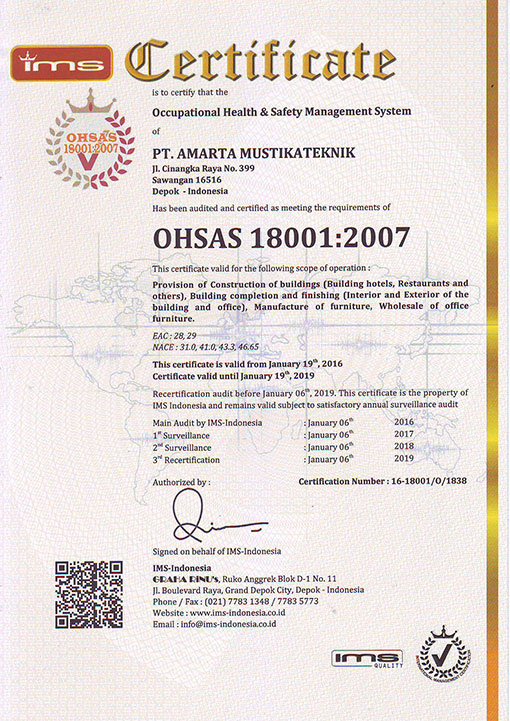 ims
Certificate
is to certify that the
Occupational Health & Safety Management System
of
OHSAS
18001:2007
PT. AMARTA MUSTIKATEKNIK
Jl. Cinangka Raya No. 399
Sawangan 16516
Depok - Indonesia
Has been audited and certified as meeting the requirements of
OHSAS 18001:2007
This certificate valid for the following scope of operation :
Provision of Construction of buildings (Building hotels, Restaurants and
others), Building completion and finishing (Interior and Exterior of the
building and office), Manufacture of furniture, Wholesale of office
furniture.
EAC : 28, 29
NACE : 31.0, 41.0, 43.3, 46.65
This certificate is valid from January 19th, 2016
Certificate valid until January 19th, 2019
Recertification audit before January 06th, 2019. This certificate is the property of
IMS Indonesia and remains valid subject to satisfactory annual surveillance audit
Main Audit by IMS-Indonesia : January 06th 2016
1st Surveillance : January 06th 2017
2nd Surveillance : January 06th 2018
3rd Recertification : January 06th 2019
Authorized by : Certification Number : 16-18001/O/1838
Signed on behalf of IMS-Indonesia
IMS-Indonesia
GRAHA RINU's, Ruko Anggrek Blok D-1 No. 11
Jl. Boulevard Raya, Grand Depok City, Depok - Indonesia
Phone / Fax : (021) 7783 1348 / 7783 5773
Website : www.ims-indonesia.co.id
Email : info@ims-indonesia.co.id
ims
QUALITY
INTERNATIONAL MANAGEMENT CERTIFICATION